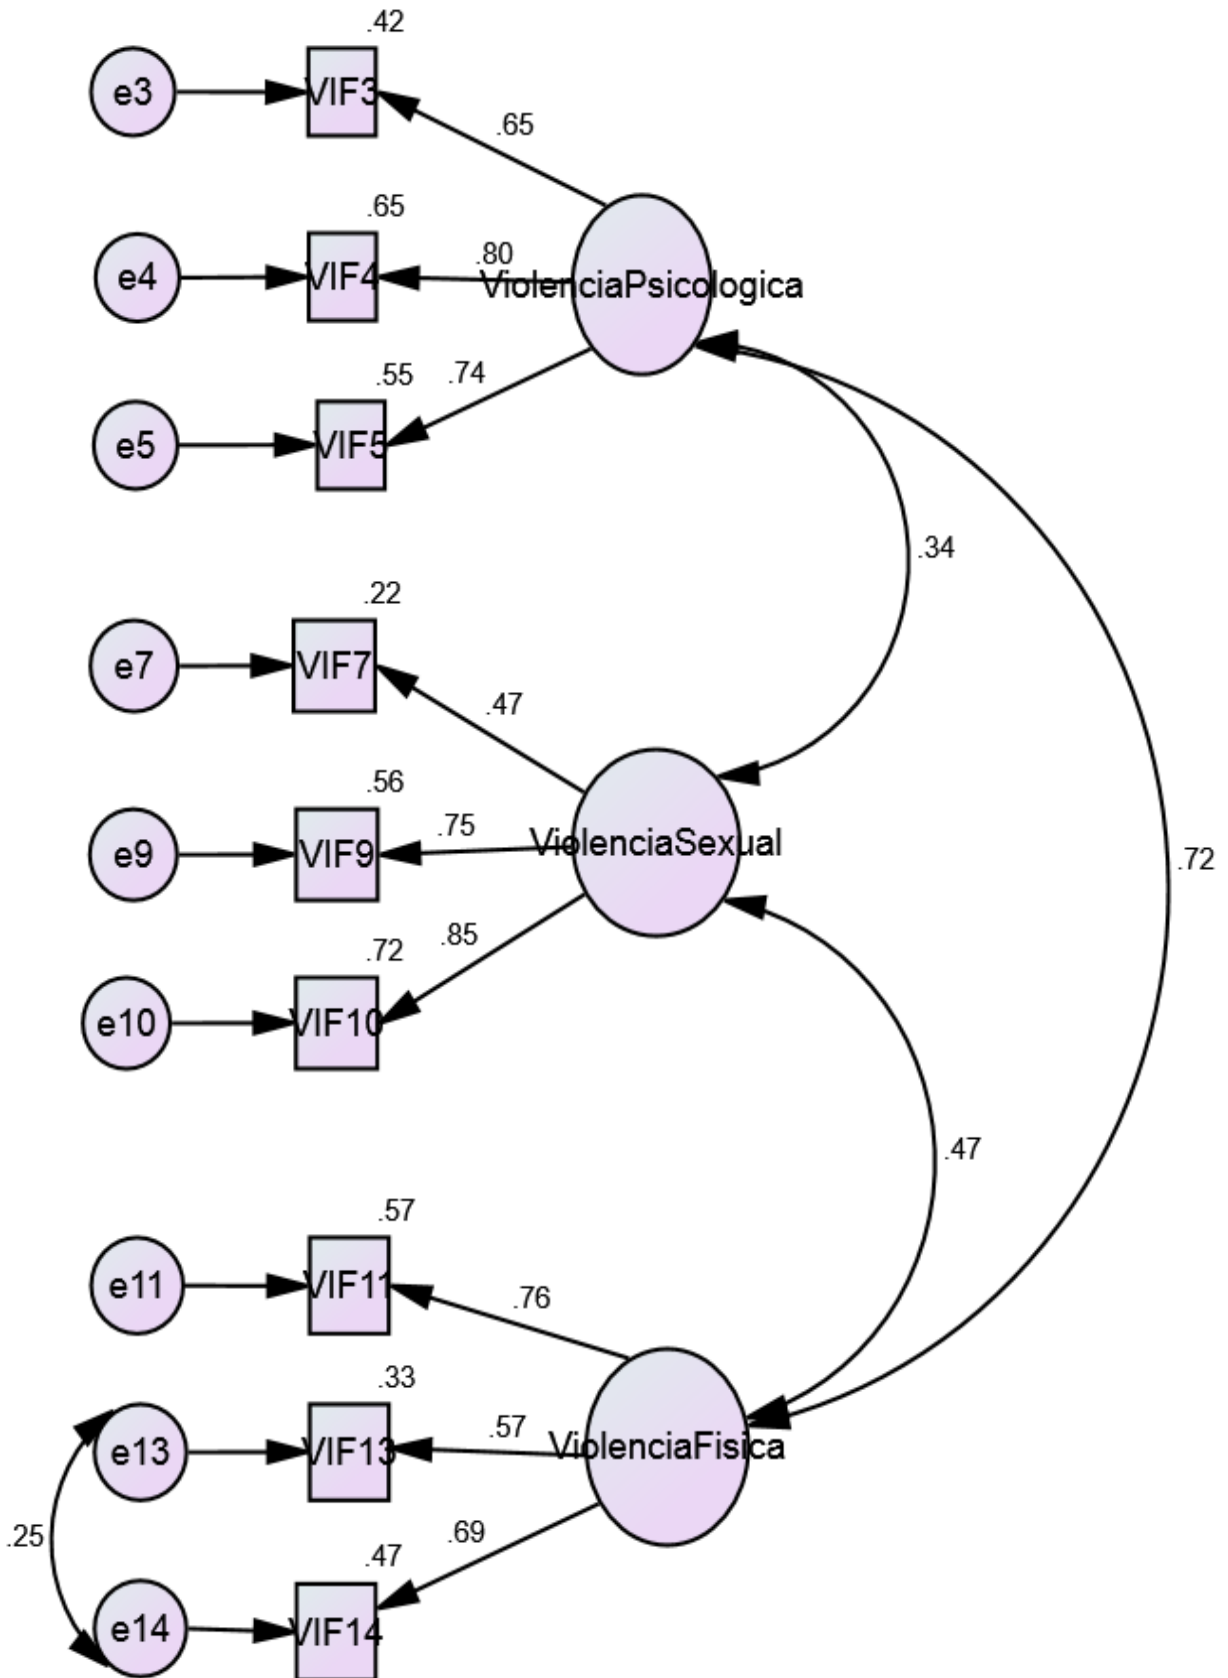 .42
e3
VIF3
.65
.65
e4
VIF4
.80
ViolenciaPsicologica
.55
.74
e5
VIF5
.34
.22
e7
VIF7
.47
.56
e9
VIF9
.75
ViolenciaSexual
.72
.72
.85
e10
VIF10
.47
.57
e11
VIF11
.76
.33
e13
VIF13
.57
ViolenciaFisica
.25
.47
.69
e14
VIF14